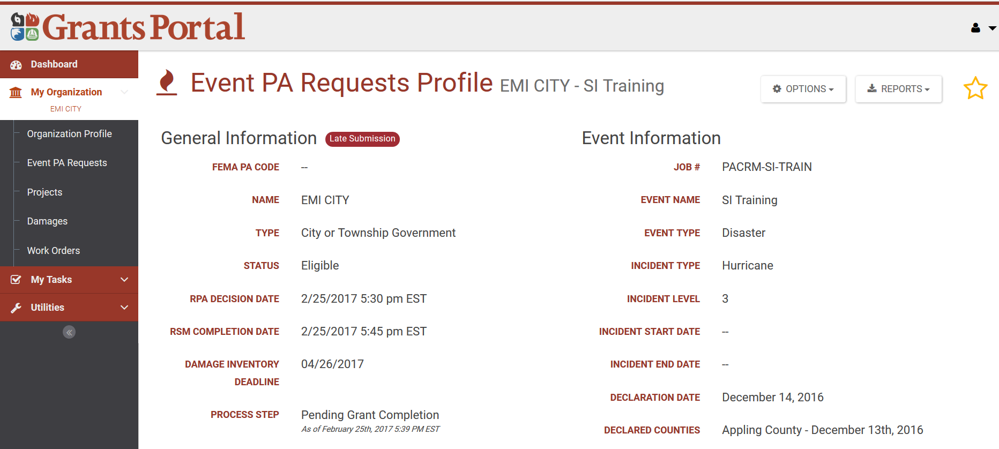 Grants Portal
Dashboard
My Organization
EMI CITY
Organization Profile
Event PA Requests
Projects
Damages
Work Orders
My Tasks
Utilities
Event PA Requests Profile EMI CITY - SI Training
OPTIONS
REPORTS
General Information Late Submission
FEMA PA CODE --
NAME EMI CITY
TYPE City or Township Government
STATUS Eligible
RPA DECISION DATE 2/25/2017 5:30 pm EST
RSM COMPLETION DATE 2/25/2017 5:45 pm EST
DAMAGE INVENTORY 04/26/2017
DEADLINE
PROCESS STEP Pending Grant Completion
As of February 25th, 2017 5:39 PM EST
Event Information
JOB # PACRM-SI-TRAIN
EVENT NAME SI Training
EVENT TYPE Disaster
INCIDENT TYPE Hurricane
INCIDENT LEVEL 3
INCIDENT START DATE --
INCIDENT END DATE --
DECLARATION DATE December 14, 2016
DECLARED COUNTIES Appling County - December 13th, 2016